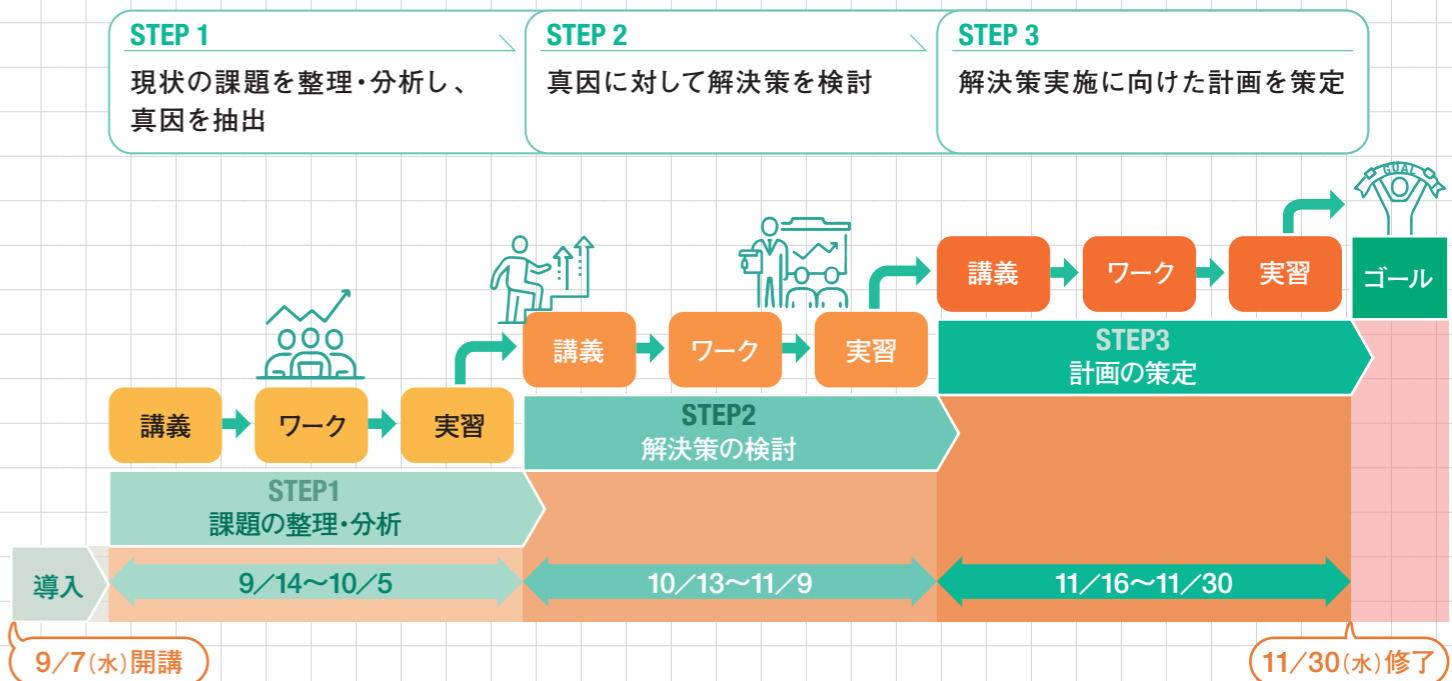 STEP 1
現状の課題を整理・分析し、
真因を抽出
STEP 2
真因に対して解決策を検討
STEP 3
解決策実施に向けた計画を策定
GOAL
講義
ワーク
実習
ゴール
講義
ワーク
実習
STEP3
計画の策定
講義
ワーク
実習
STEP2
解決策の検討
STEP1
課題の整理・分析
導入
9/14〜10/5
10/13〜11/9
11/16〜11/30
9/7(水)開講
11/30(水)修了